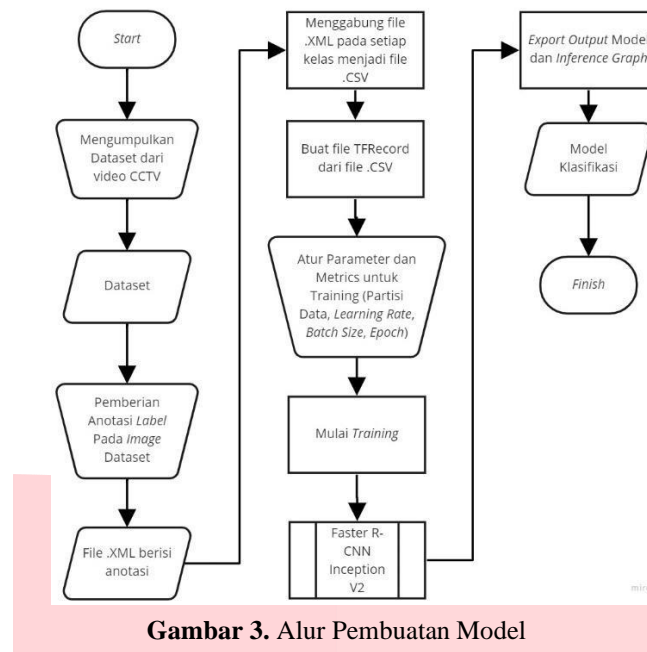 Start
Mengumpulkan
Dataset dari
video CCTV
Dataset
Pemberian
Anotasi Label
Pada Image
Dataset
File .XML berisi
anotasi
Menggabung file
.XML pada setiap
kelas menjadi file
.CSV
Buat file TFRecord
dari file .CSV
Atur Parameter dan
Metrics untuk
Training (Partisi
Data, Learning Rate,
Batch Size, Epoch)
Mulai Training
Faster R-
CNN
Inception
V2
Export Output Model
dan Inference Graph
Model
Klasifikasi
Finish
Gambar 3. Alur Pembuatan Model